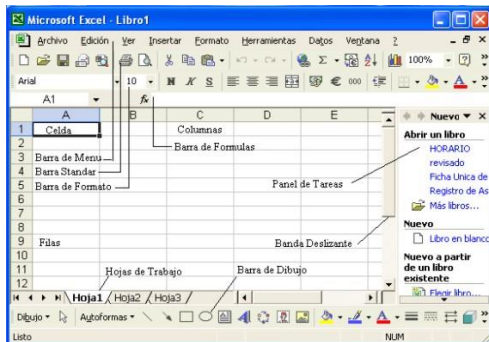 Microsoft Excel - Libro1
Archivo Edición Ver Insertar Formato Herramientas Datos Ventana ?
100%
Arial 10 N K S € 000
A1 fx
A B C D E
1 Celda Columnas
2 Barra de Formulas
3 Barra de Menu
4 Barra Standar
5 Barra de Formato Panel de Tareas
6
7
8
9 Filas Banda Deslizante
10
11 Hojas de Trabajo Barra de Dibujo
12
Nuevo
Abrir un libro
HORARIO
revisado
Ficha Unica de
Registro de As
Más libros...
Nuevo
Libro en blanco
Nuevo a partir
de un libro
existente
Elegir libro...
Hoja1 Hoja2 Hoja3
Dibujo Autoformas
Listo NUM